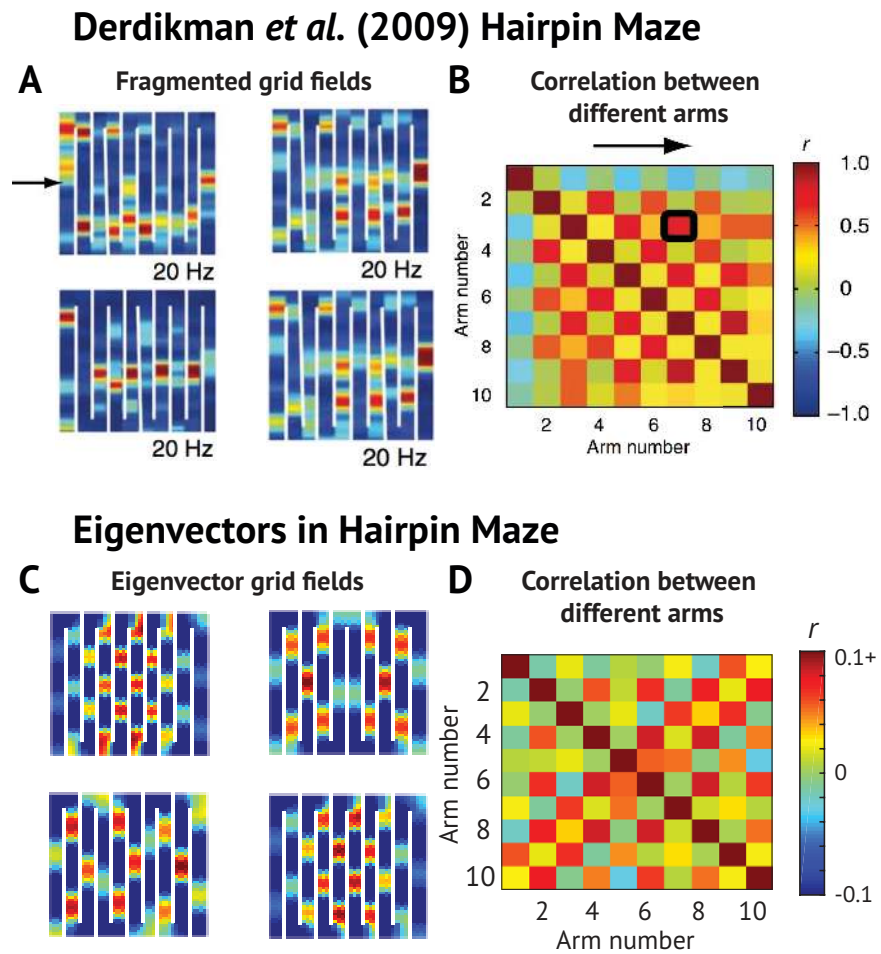 Derdikman et al. (2009) Hairpin Maze
A
Fragmented grid fields
20 Hz
20 Hz
20 Hz
20 Hz
B
Correlation between
different arms
r
1.0
0.5
0
−0.5
−1.0
Arm number
2
4
6
8
10
2 4 6 8 10
Arm number
Eigenvectors in Hairpin Maze
C
Eigenvector grid fields
D
Correlation between
different arms
r
0.1+
0
-0.1
Arm number
2
4
6
8
10
2 4 6 8 10
Arm number